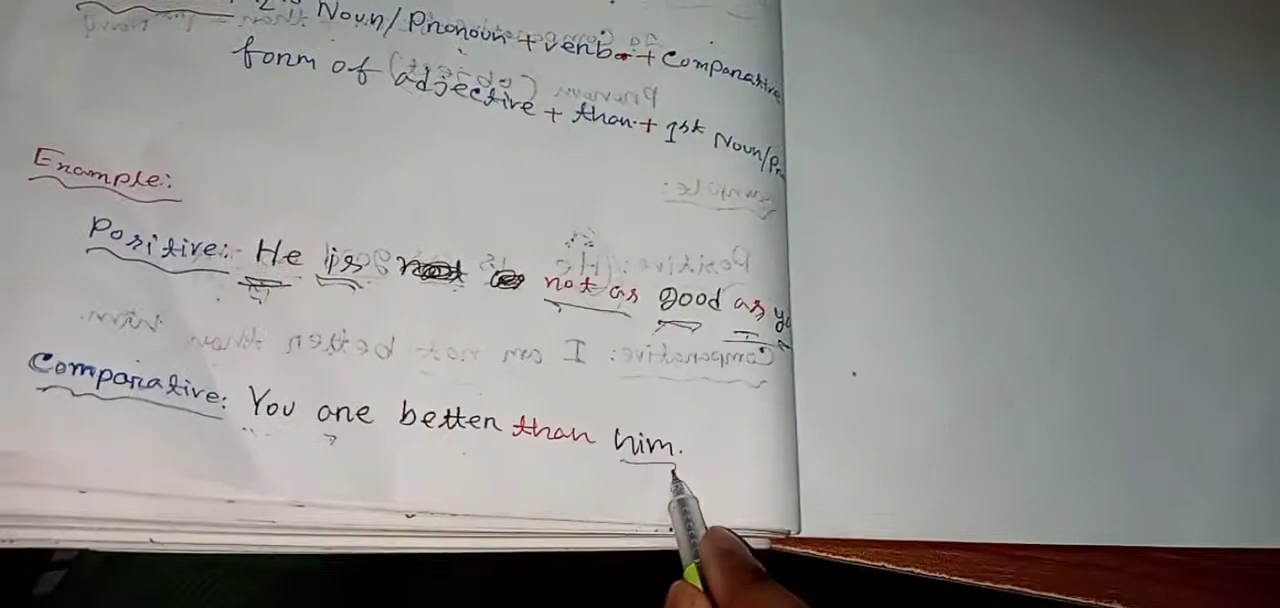 Noun/Pronoun + verb + Comparative
form of adjective + than + 1st Noun/Pr
Example:
Positive:- He is not as good as
Comparative: You are better than him.